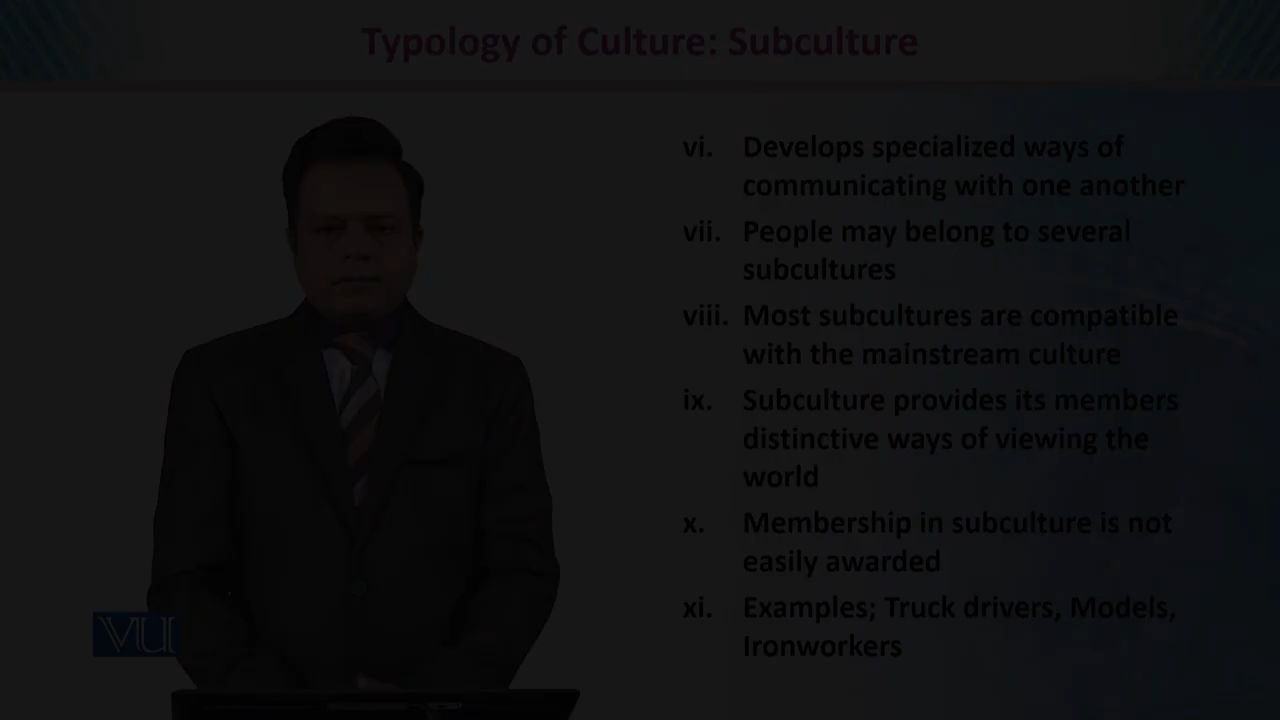 Typology of Culture: Subculture
vi. Develops specialized ways of
communicating with one another
vii. People may belong to several
subcultures
viii. Most subcultures are compatible
with the mainstream culture
ix. Subculture provides its members
distinctive ways of viewing the
world
x. Membership in subculture is not
easily awarded
xi. Examples; Truck drivers, Models,
Ironworkers
VU